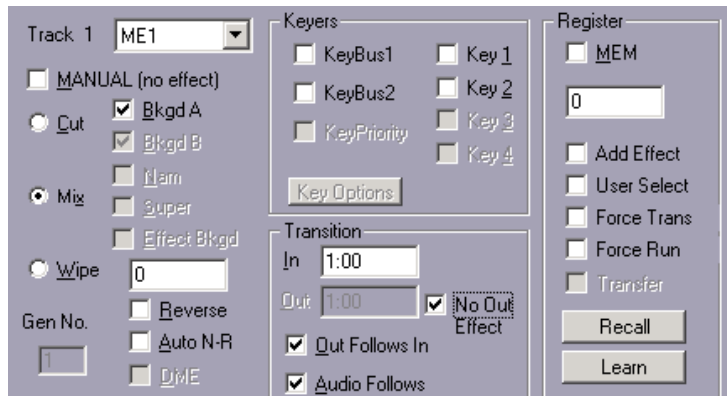 Track 1
ME1
MANUAL (no effect)
Cut
Bkgd A
Bkgd B
Nam
Mix
Super
Effect Bkgd
Wipe
0
Reverse
Gen No.
Auto N-R
1
DME
Keyers
KeyBus1
Key 1
KeyBus2
Key 2
KeyPriority
Key 3
Key 4
Key Options
Transition
In
1:00
Out
1:00
No Out
Effect
Out Follows In
Audio Follows
Register
MEM
0
Add Effect
User Select
Force Trans
Force Run
Transfer
Recall
Learn